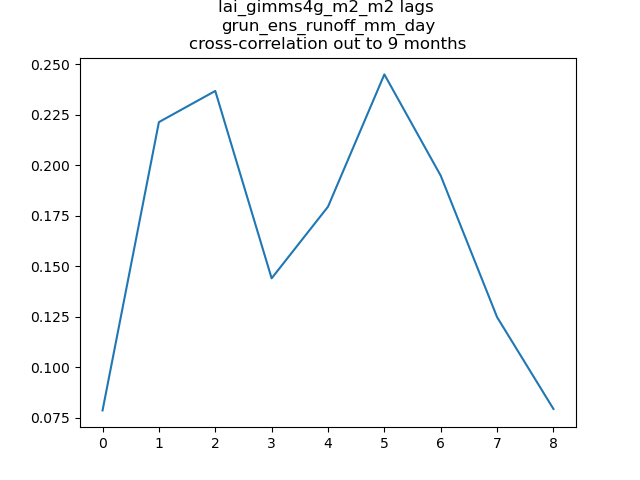 lai_gimms4g_m2_m2 lags
grun_ens_runoff_mm_day
cross-correlation out to 9 months
0.250
0.225
0.200
0.175
0.150
0.125
0.100
0.075
0 1 2 3 4 5 6 7 8